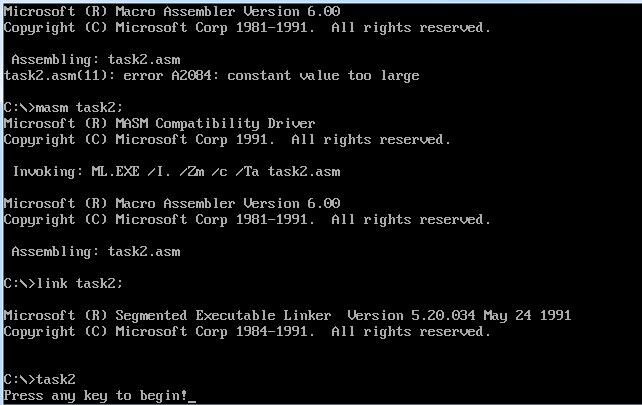 Microsoft (R) Macro Assembler Version 6.00
Copyright (C) Microsoft Corp 1981-1991.  All rights reserved.
 Assembling: task2.asm
task2.asm(11): error A2084: constant value too large
C:\>masm task2;
Microsoft (R) MASM Compatibility Driver
Copyright (C) Microsoft Corp 1991.  All rights reserved.
 Invoking: ML.EXE /I. /Zm /c /Ta task2.asm
Microsoft (R) Macro Assembler Version 6.00
Copyright (C) Microsoft Corp 1981-1991.  All rights reserved.
 Assembling: task2.asm
C:\>link task2;
Microsoft (R) Segmented Executable Linker  Version 5.20.034 May 24 1991
Copyright (C) Microsoft Corp 1984-1991.  All rights reserved.
C:\>task2
Press any key to begin!_